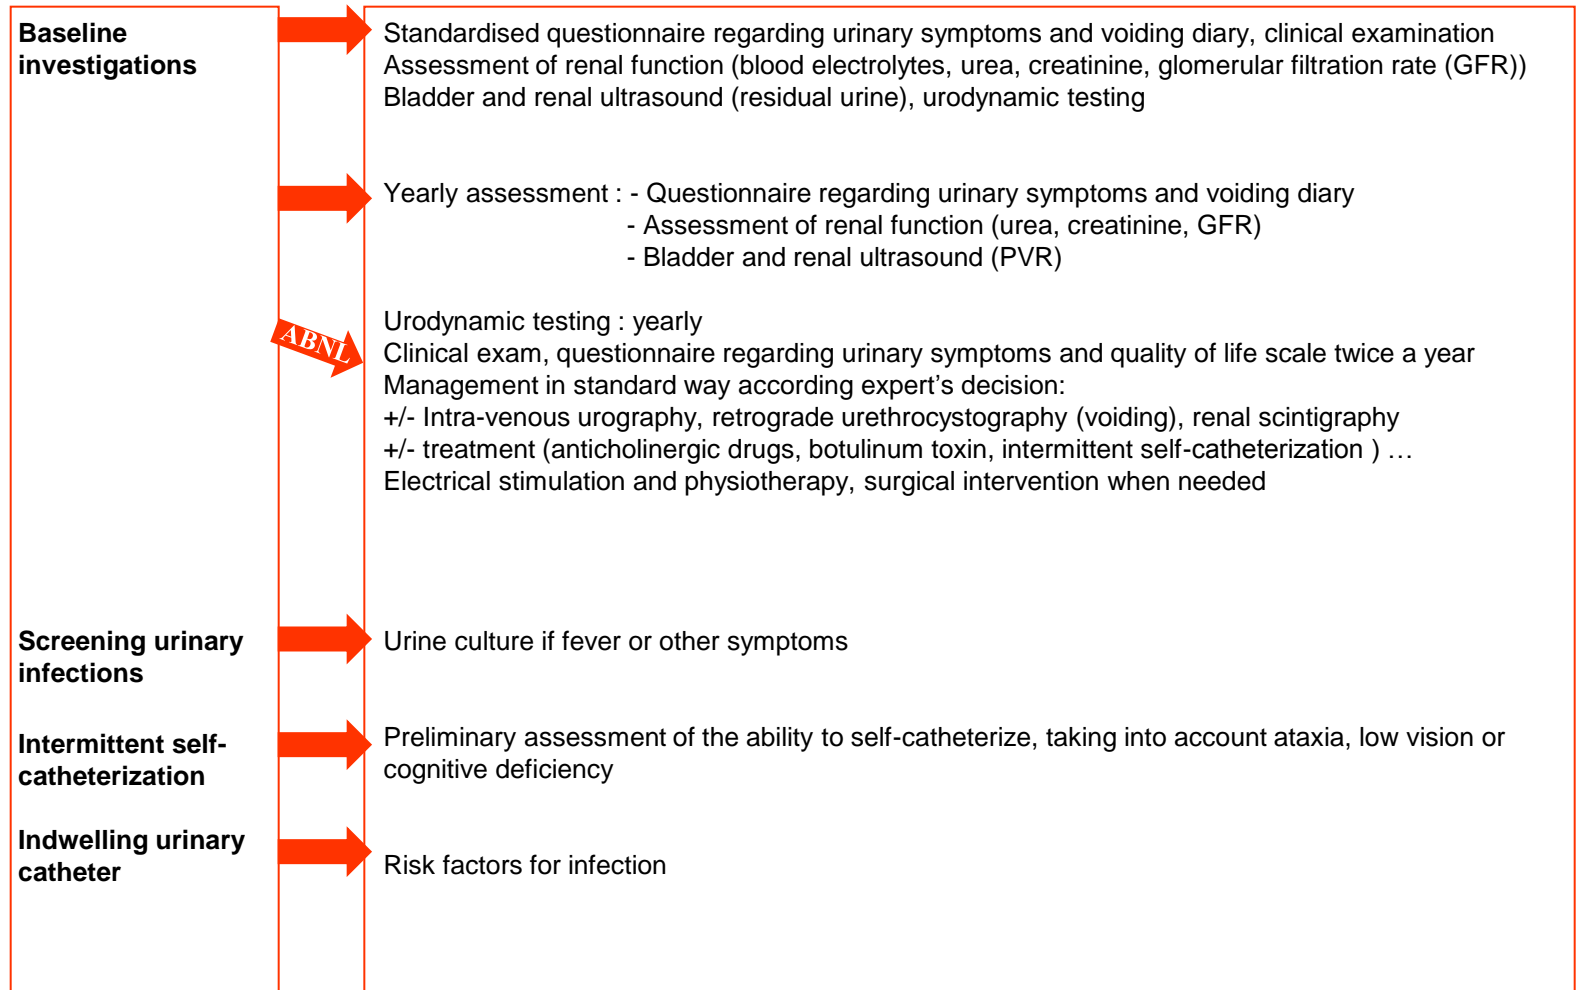 Baseline
investigations
Standardised questionnaire regarding urinary symptoms and voiding diary, clinical examination
Assessment of renal function (blood electrolytes, urea, creatinine, glomerular filtration rate (GFR))
Bladder and renal ultrasound (residual urine), urodynamic testing
Yearly assessment : - Questionnaire regarding urinary symptoms and voiding diary
- Assessment of renal function (urea, creatinine, GFR)
- Bladder and renal ultrasound (PVR)
ABNL
Urodynamic testing : yearly
Clinical exam, questionnaire regarding urinary symptoms and quality of life scale twice a year
Management in standard way according expert's decision:
+/- Intra-venous urography, retrograde urethrocystography (voiding), renal scintigraphy
+/- treatment (anticholinergic drugs, botulinum toxin, intermittent self-catheterization ) …
Electrical stimulation and physiotherapy, surgical intervention when needed
Screening urinary
infections
Urine culture if fever or other symptoms
Intermittent self-
catheterization
Preliminary assessment of the ability to self-catheterize, taking into account ataxia, low vision or
cognitive deficiency
Indwelling urinary
catheter
Risk factors for infection